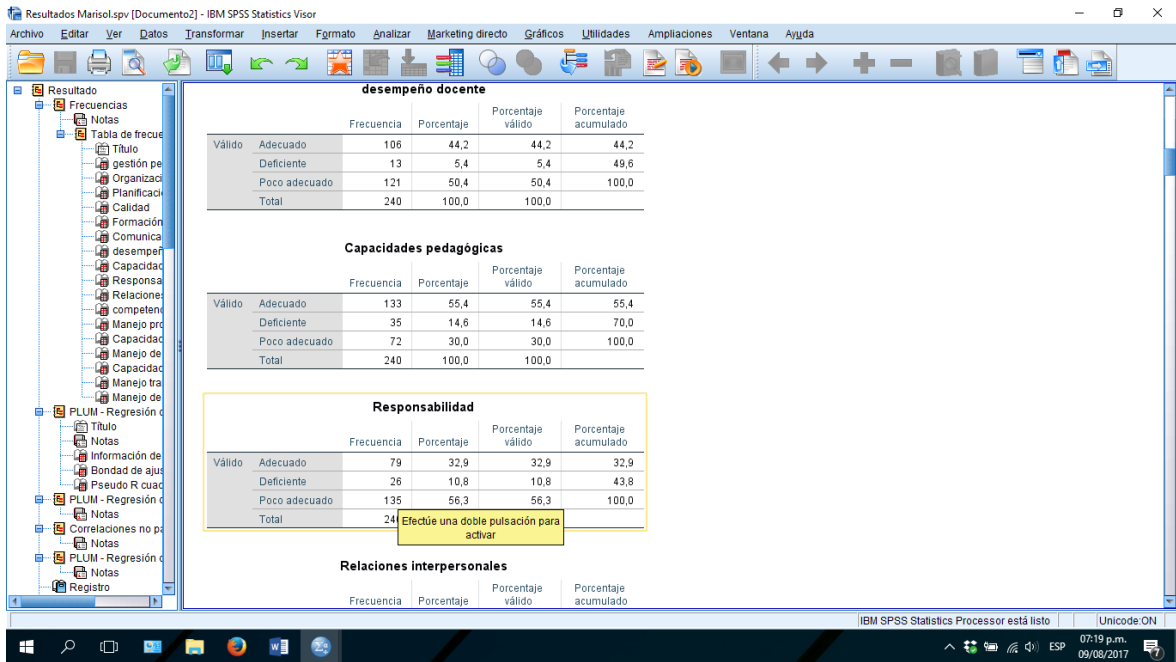 Resultados Marisol.spv [Documento2] - IBM SPSS Statistics Visor
Archivo Editar Ver Datos Transformar Insertar Formato Analizar Marketing directo Gráficos Utilidades Ampliaciones Ventana Ayuda
Resultado
Frecuencias
Notas
Tabla de frecue
Título
gestión pe
Organizaci
Planificaci
Calidad
Formación
Comunica
desempeñ
Capacidad
Responsa
Relaciones
competenc
Manejo pro
Capacidad
Manejo de
Capacidad
Manejo tra
Manejo de
PLUM - Regresión o
Título
Notas
Información de
Bondad de ajus
Pseudo R cuad
PLUM - Regresión o
Notas
Correlaciones no pa
Notas
PLUM - Regresión o
Notas
Registro
desempeño docente
Frecuencia Porcentaje Porcentaje válido Porcentaje acumulado
Válido Adecuado 106 44,2 44,2 44,2
Deficiente 13 5,4 5,4 49,6
Poco adecuado 121 50,4 50,4 100,0
Total 240 100,0 100,0
Capacidades pedagógicas
Frecuencia Porcentaje Porcentaje válido Porcentaje acumulado
Válido Adecuado 133 55,4 55,4 55,4
Deficiente 35 14,6 14,6 70,0
Poco adecuado 72 30,0 30,0 100,0
Total 240 100,0 100,0
Responsabilidad
Frecuencia Porcentaje Porcentaje válido Porcentaje acumulado
Válido Adecuado 79 32,9 32,9 32,9
Deficiente 26 10,8 10,8 43,8
Poco adecuado 135 56,3 56,3 100,0
Total 24
Efectúe una doble pulsación para
activar
Relaciones interpersonales
Frecuencia Porcentaje Porcentaje válido Porcentaje acumulado
IBM SPSS Statistics Processor está listo Unicode:ON
ESP 07:19 p.m.
09/08/2017